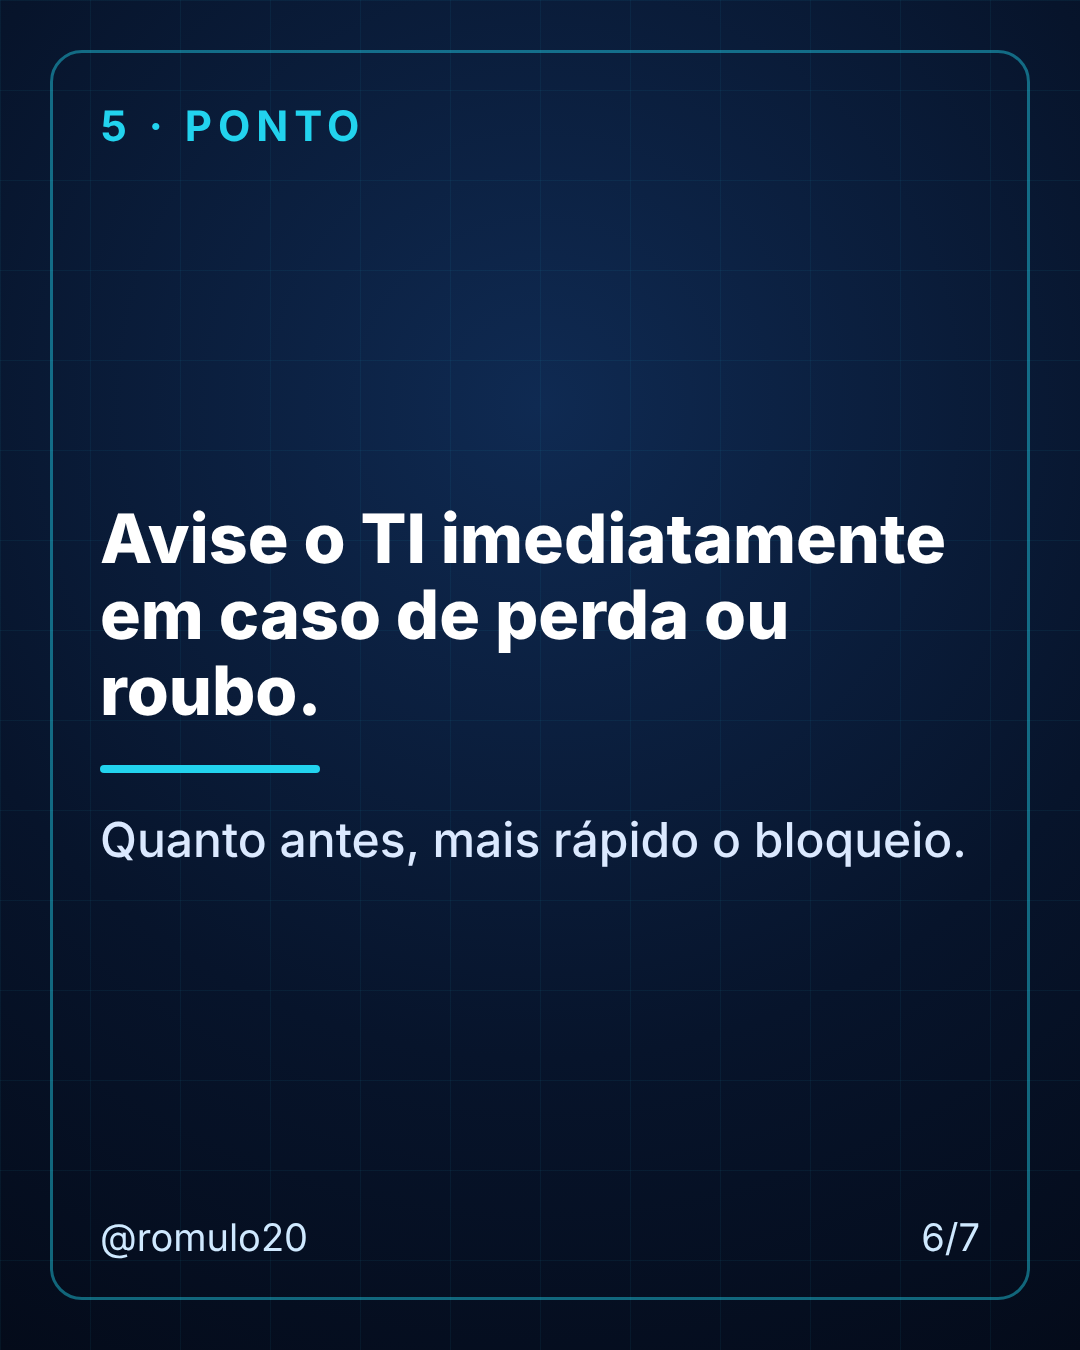 5 · PONTO
Avise o TI imediatamente
em caso de perda ou
roubo.
Quanto antes, mais rápido o bloqueio.
@romulo20
6/7